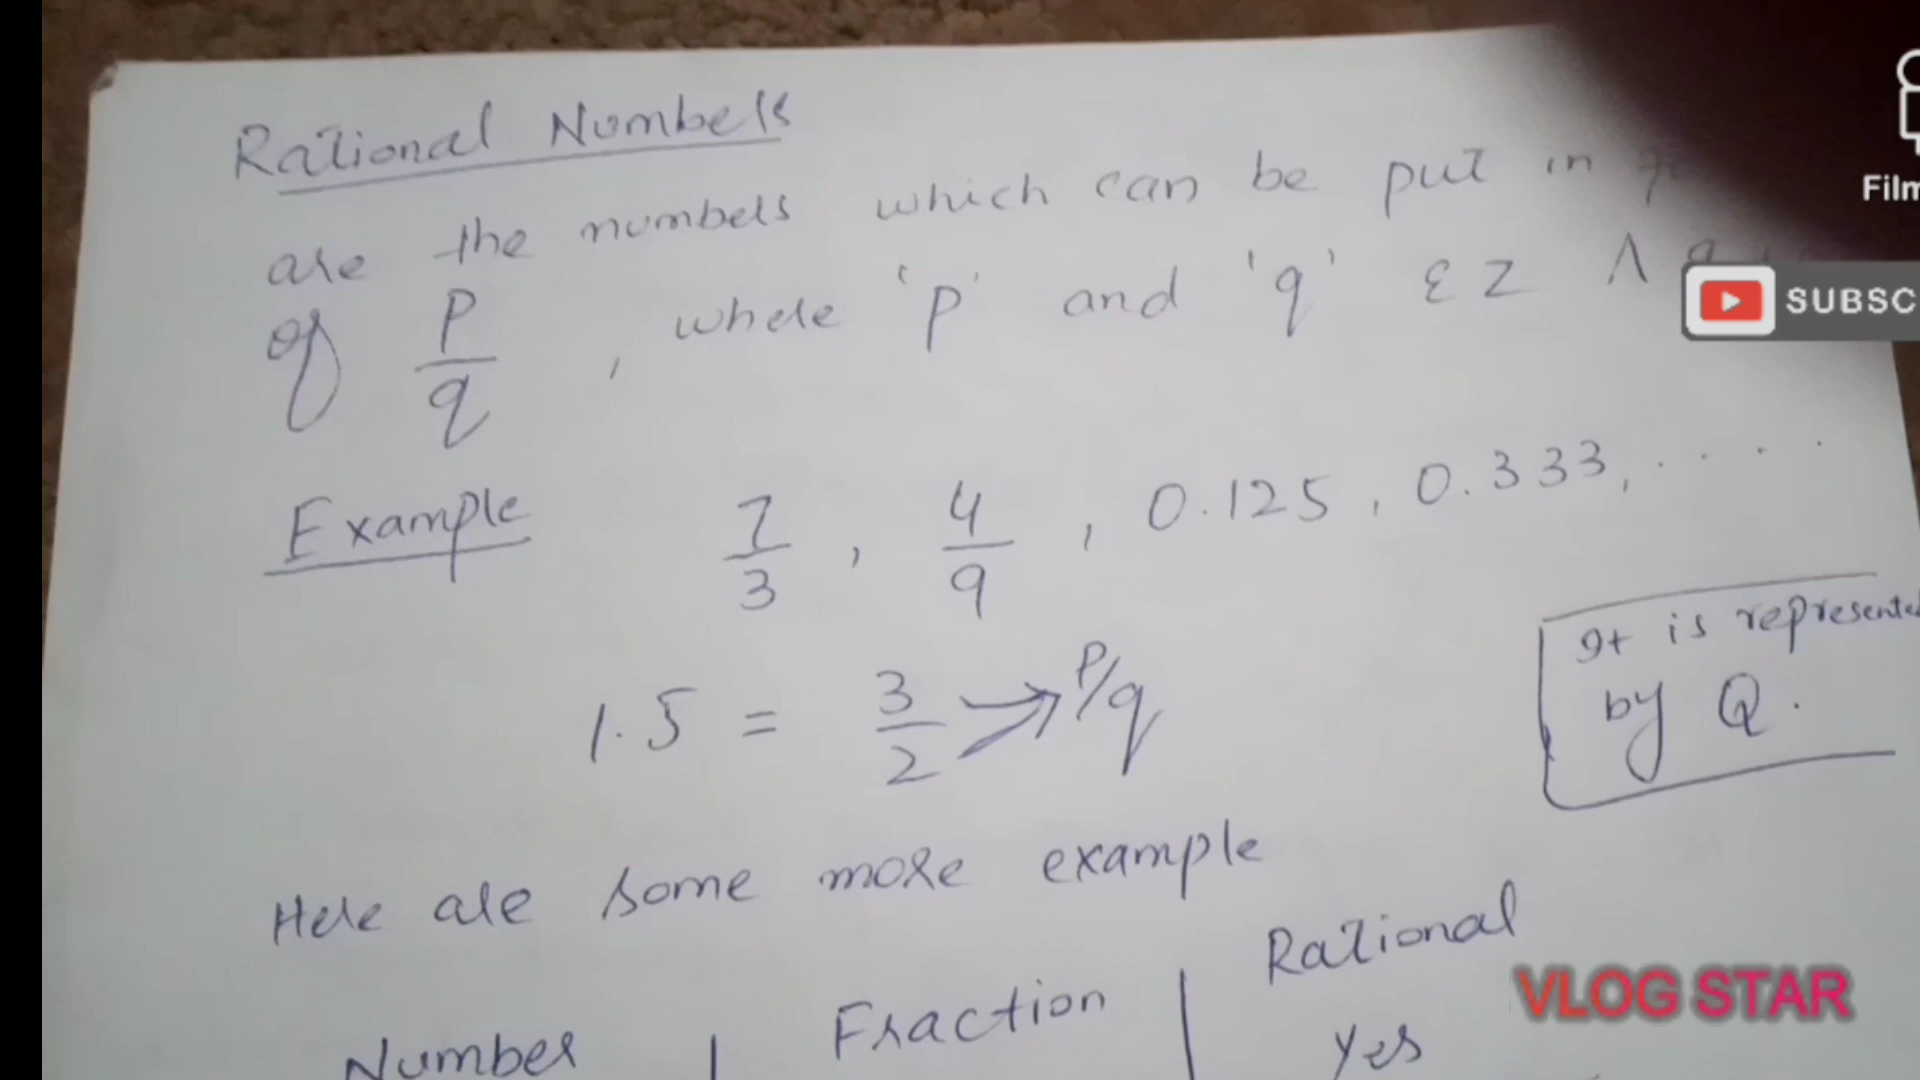 Rational Numbers
are the numbers which can be put in
of p/q , where 'p' and 'q' ε Z Λ q
Example 7/3 , 4/9 , 0.125 , 0.333, . . . .
1.5 = 3/2 → P/q
It is represented
by Q.
Here are some more example
Number | Fraction | Rational
Yes
Film
SUBSC
VLOG STAR